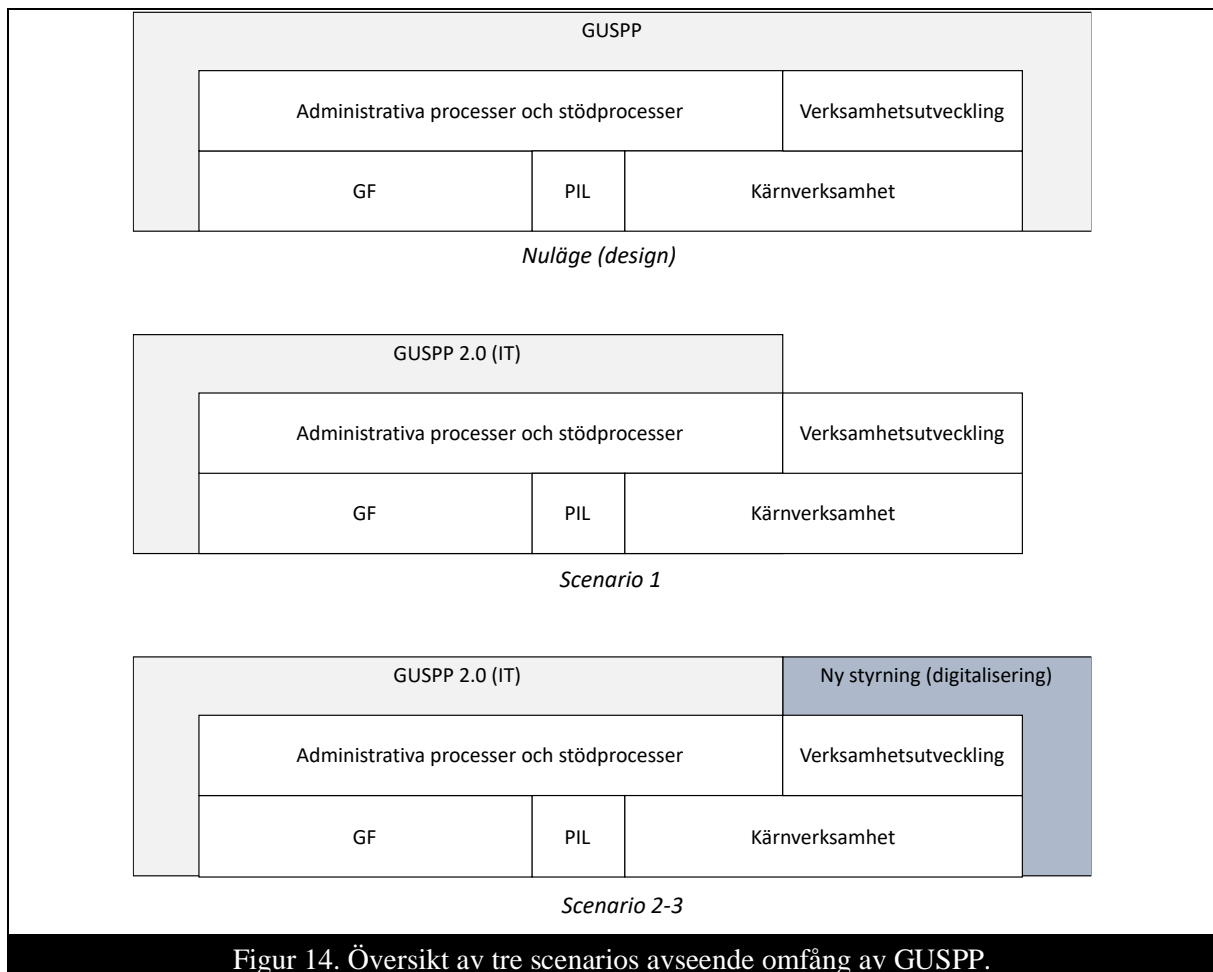 GUSPP
Administrativa processer och stödprocesser
Verksamhetsutveckling
GF
PIL
Kärnverksamhet
Nuläge (design)
GUSPP 2.0 (IT)
Administrativa processer och stödprocesser
Verksamhetsutveckling
GF
PIL
Kärnverksamhet
Scenario 1
GUSPP 2.0 (IT)
Ny styrning (digitalisering)
Administrativa processer och stödprocesser
Verksamhetsutveckling
GF
PIL
Kärnverksamhet
Scenario 2-3
Figur 14. Översikt av tre scenarios avseende omfång av GUSPP.